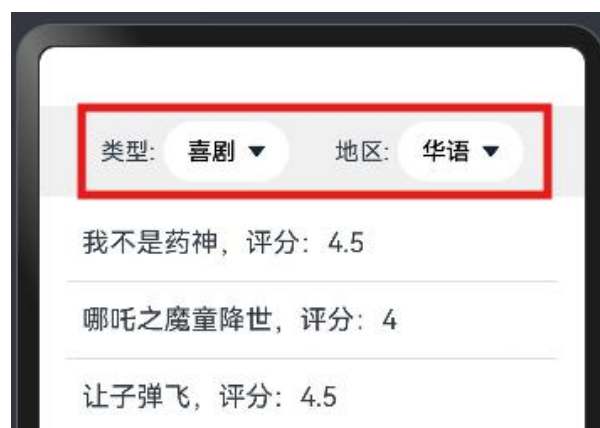 类型: 喜剧 ▼ 地区: 华语 ▼
我不是药神，评分：4.5
哪吒之魔童降世，评分：4
让子弹飞，评分：4.5